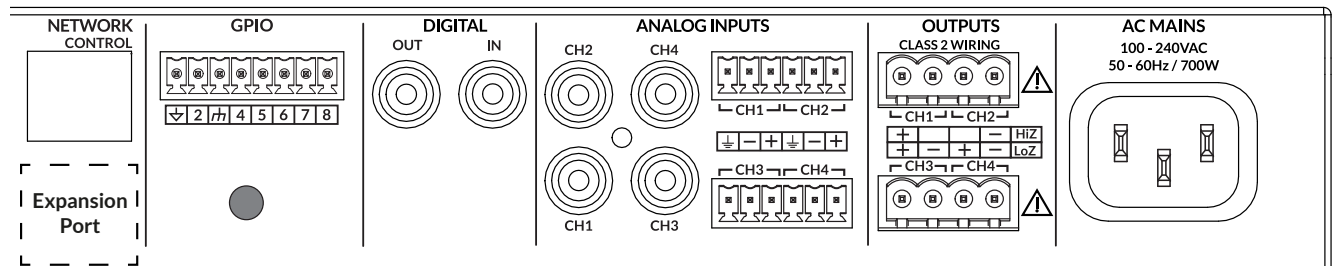 NETWORK
CONTROL
Expansion
Port
GPIO
2 4 5 6 7 8
DIGITAL
OUT IN
ANALOG INPUTS
CH2 CH4
CH1 CH3
CH1 CH2
− + − +
CH3 CH4
OUTPUTS
CLASS 2 WIRING
CH1 CH2
+ − HiZ
+ − + − LoZ
CH3 CH4
AC MAINS
100 - 240VAC
50 - 60Hz / 700W